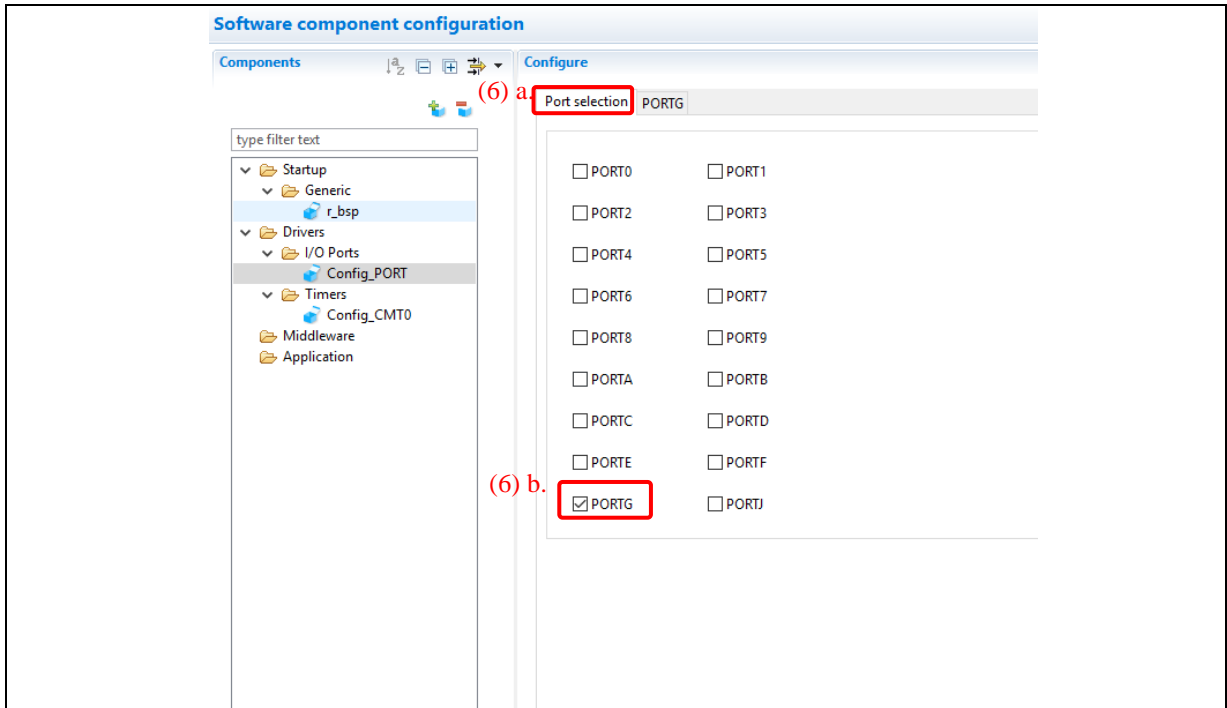 Software component configuration
Components
Configure
(6) a.
Port selection
PORTG
type filter text
Startup
Generic
r_bsp
Drivers
I/O Ports
Config_PORT
Timers
Config_CMT0
Middleware
Application
PORT0 PORT1
PORT2 PORT3
PORT4 PORT5
PORT6 PORT7
PORT8 PORT9
PORTA PORTB
PORTC PORTD
PORTE PORTF
(6) b.
PORTG PORTJ